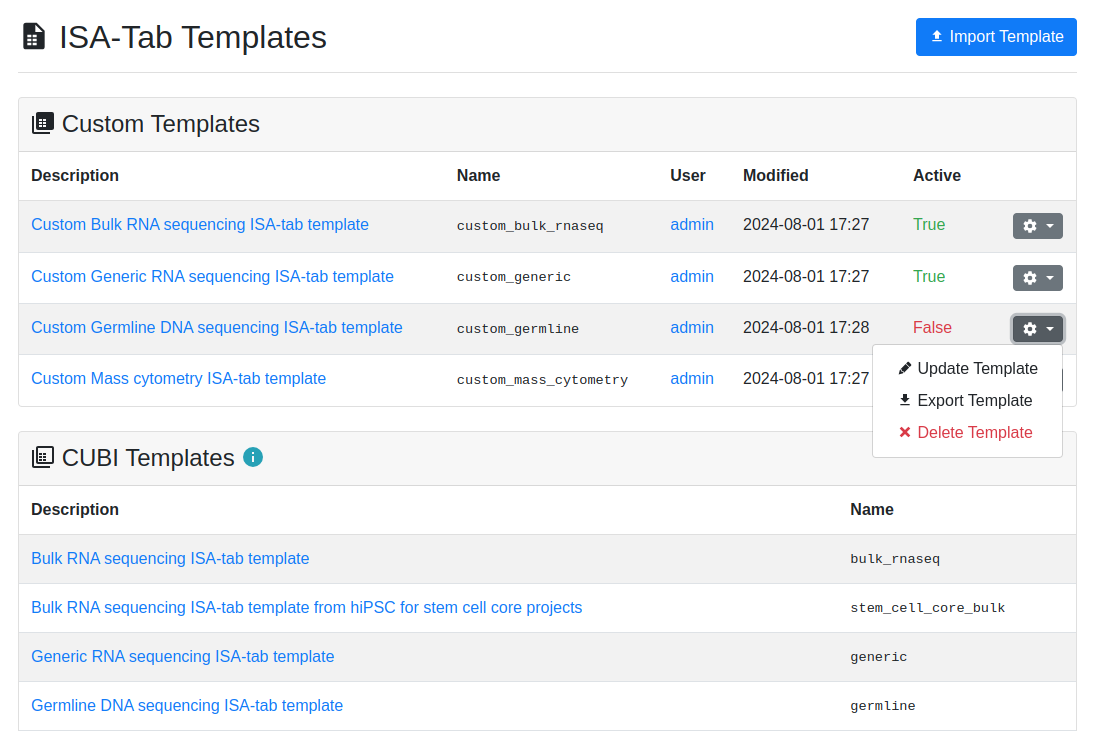 ISA-Tab Templates
Import Template
Custom Templates
Description Name User Modified Active
Custom Bulk RNA sequencing ISA-tab template custom_bulk_rnaseq admin 2024-08-01 17:27 True
Custom Generic RNA sequencing ISA-tab template custom_generic admin 2024-08-01 17:27 True
Custom Germline DNA sequencing ISA-tab template custom_germline admin 2024-08-01 17:28 False
Custom Mass cytometry ISA-tab template custom_mass_cytometry admin 2024-08-01 17:27
Update Template
Export Template
Delete Template
CUBI Templates
Description Name
Bulk RNA sequencing ISA-tab template bulk_rnaseq
Bulk RNA sequencing ISA-tab template from hiPSC for stem cell core projects stem_cell_core_bulk
Generic RNA sequencing ISA-tab template generic
Germline DNA sequencing ISA-tab template germline